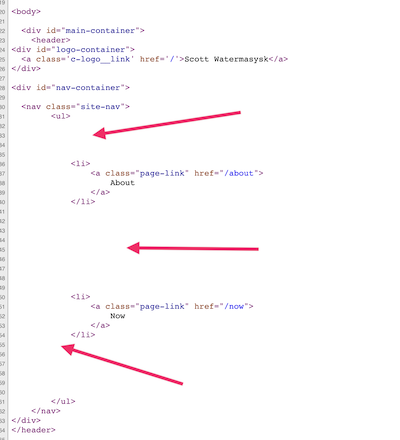 <body>
<div id="main-container">
<header>
<div id="logo-container">
<a class='c-logo__link' href='/'>Scott Watermasysk</a>
</div>
<div id="nav-container">
<nav class="site-nav">
<ul>
<li>
<a class="page-link" href="/about">
About
</a>
</li>
<li>
<a class="page-link" href="/now">
Now
</a>
</li>
</ul>
</nav>
</div>
</header>